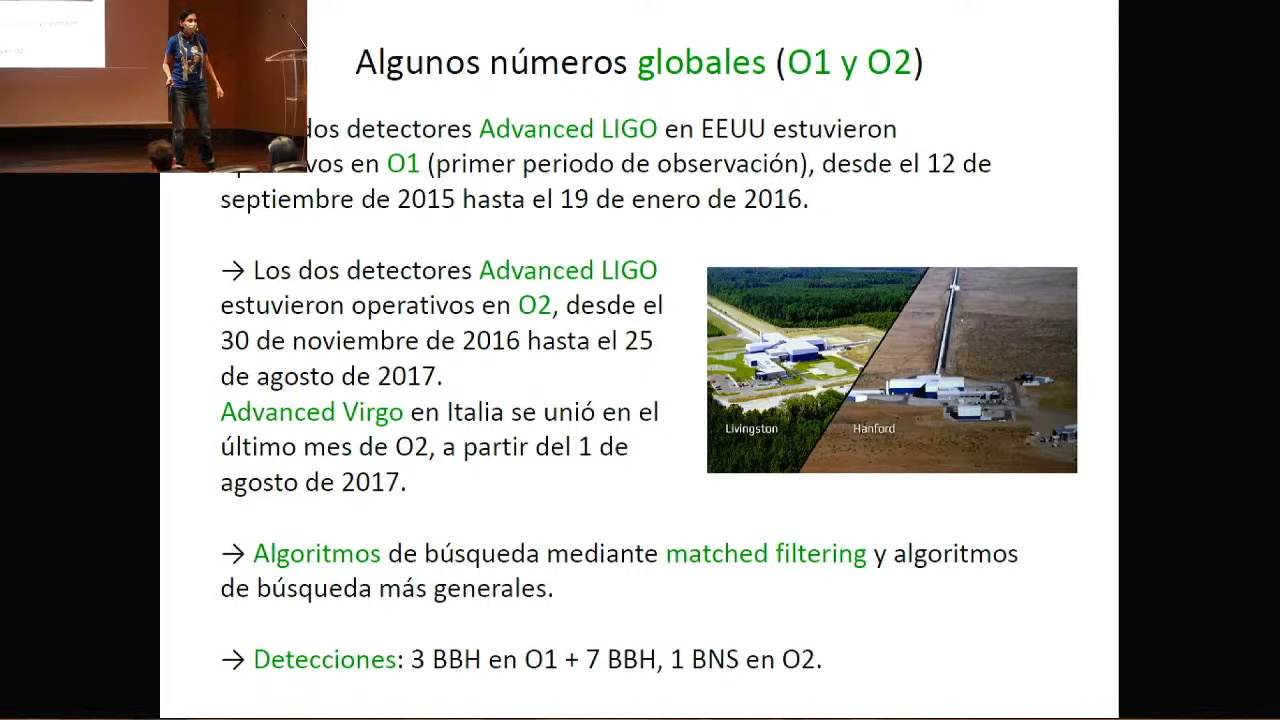 Algunos números globales (O1 y O2)
dos detectores Advanced LIGO en EEUU estuvieron
vos en O1 (primer periodo de observación), desde el 12 de
septiembre de 2015 hasta el 19 de enero de 2016.
→ Los dos detectores Advanced LIGO
estuvieron operativos en O2, desde el
30 de noviembre de 2016 hasta el 25
de agosto de 2017.
Advanced Virgo en Italia se unió en el
último mes de O2, a partir del 1 de
agosto de 2017.
Livingston
Hanford
→ Algoritmos de búsqueda mediante matched filtering y algoritmos
de búsqueda más generales.
→ Detecciones: 3 BBH en O1 + 7 BBH, 1 BNS en O2.